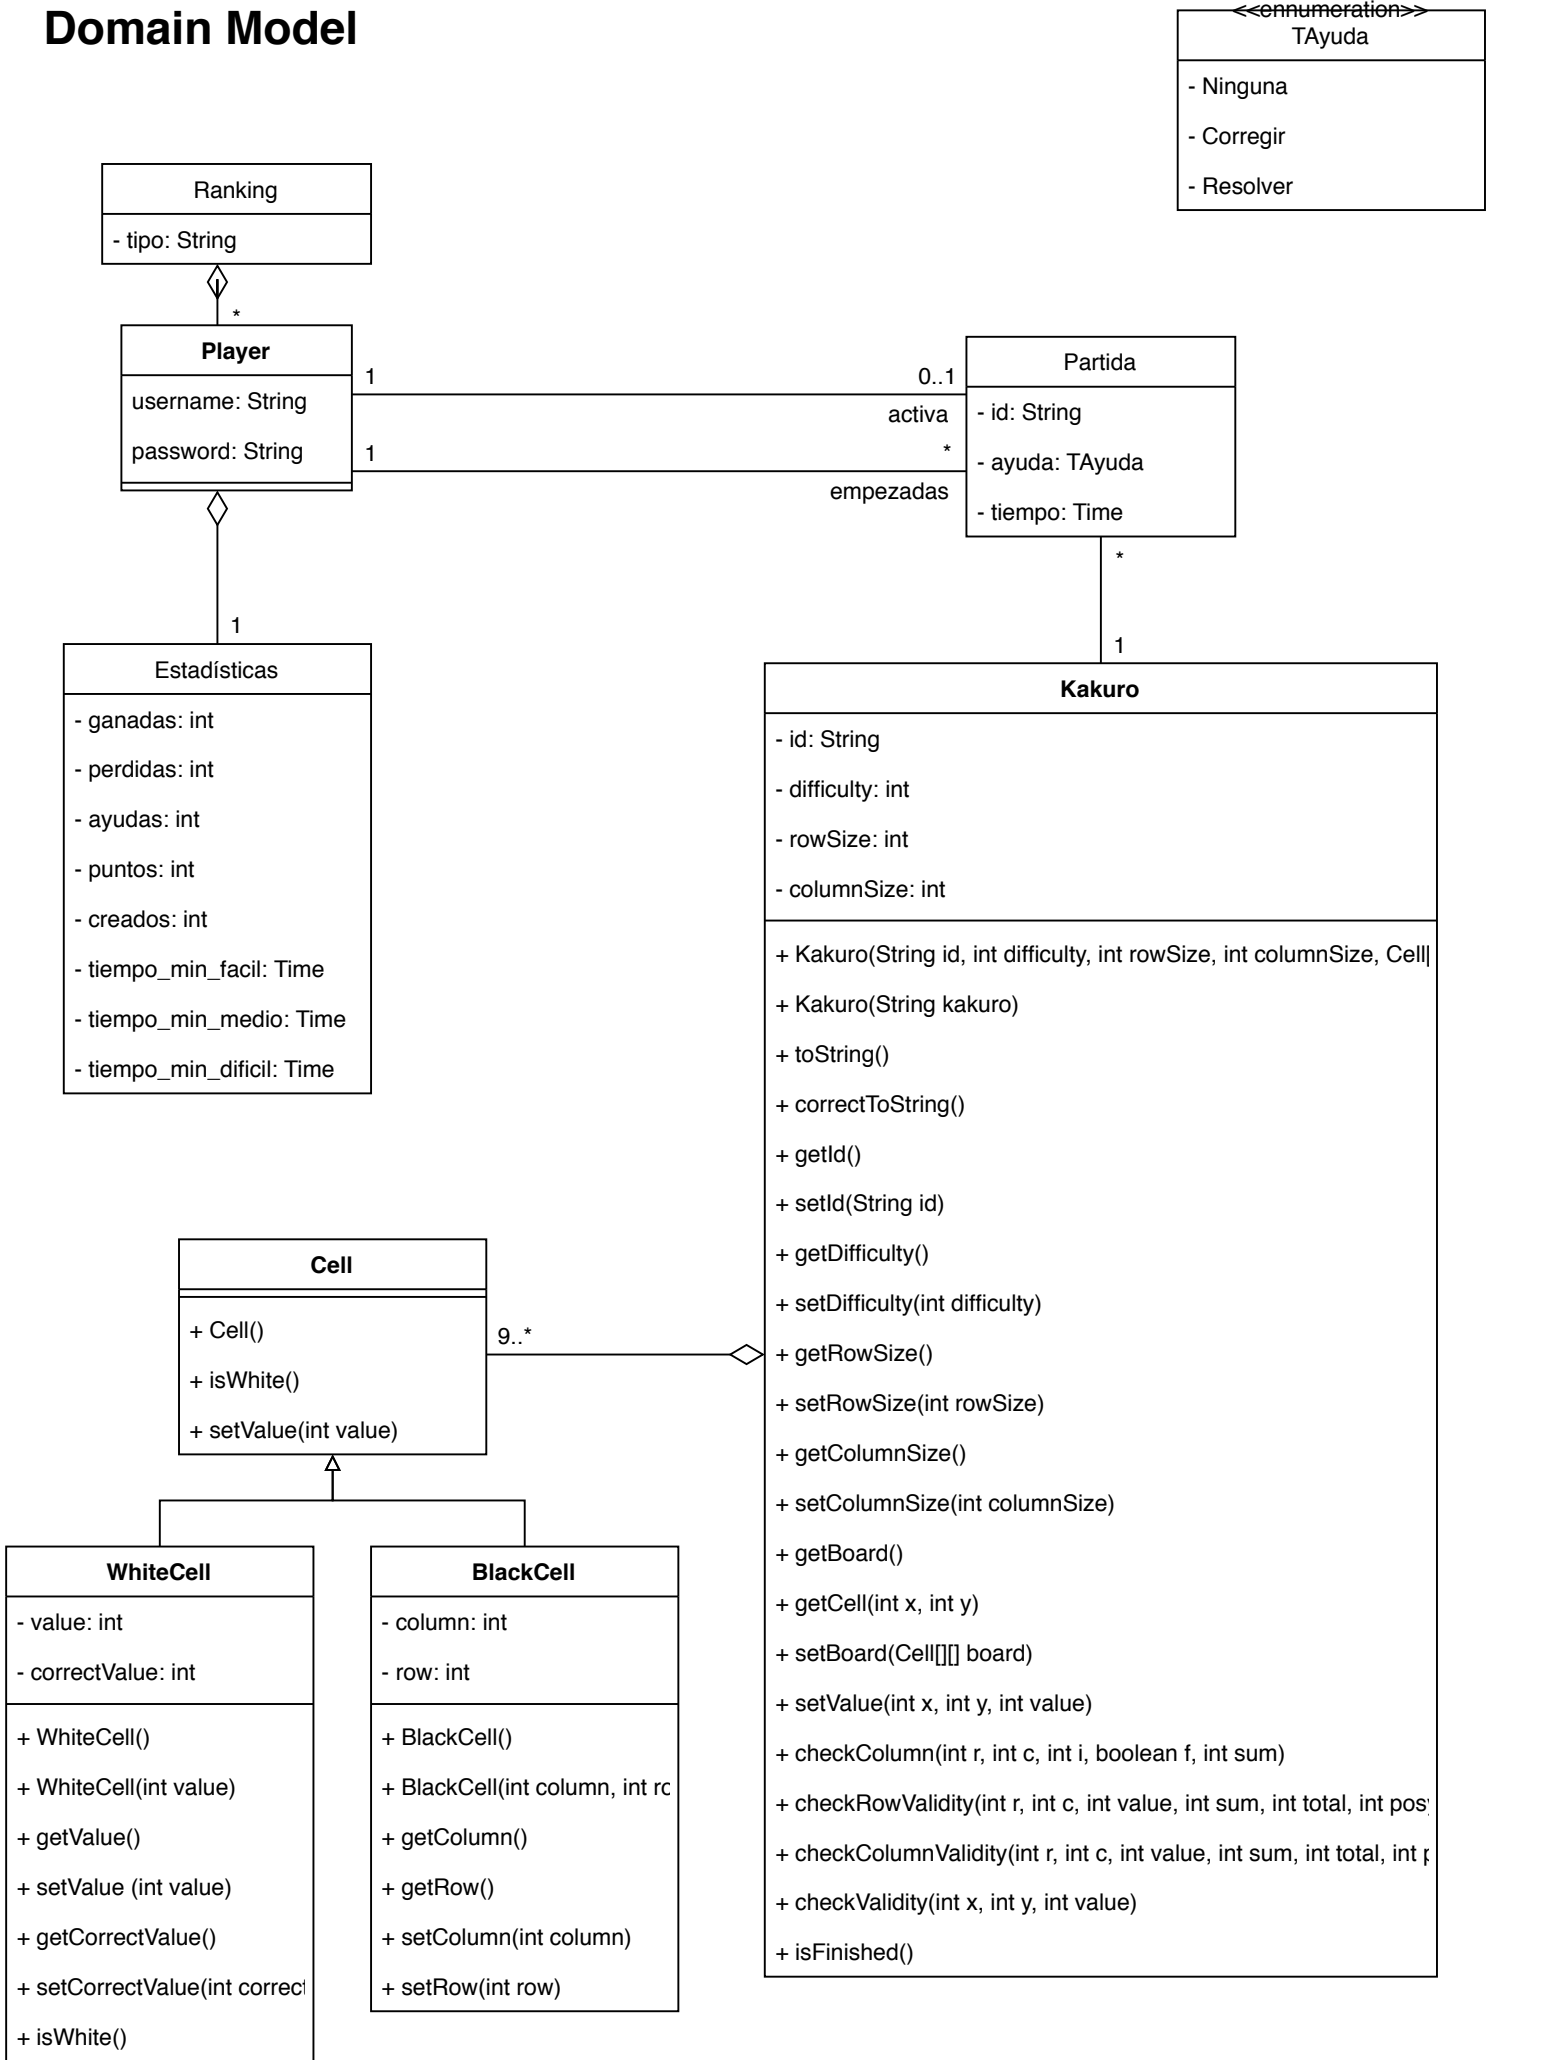 Domain Model
<<ennumeration>>
TAyuda
- Ninguna
- Corregir
- Resolver
Ranking
- tipo: String
*
Player
username: String
password: String
1
0..1
activa
1
*
empezadas
Partida
- id: String
- ayuda: TAyuda
- tiempo: Time
*
1
1
Estadísticas
- ganadas: int
- perdidas: int
- ayudas: int
- puntos: int
- creados: int
- tiempo_min_facil: Time
- tiempo_min_medio: Time
- tiempo_min_dificil: Time
Kakuro
- id: String
- difficulty: int
- rowSize: int
- columnSize: int
+ Kakuro(String id, int difficulty, int rowSize, int columnSize, Cell[
+ Kakuro(String kakuro)
+ toString()
+ correctToString()
+ getId()
+ setId(String id)
+ getDifficulty()
+ setDifficulty(int difficulty)
+ getRowSize()
+ setRowSize(int rowSize)
+ getColumnSize()
+ setColumnSize(int columnSize)
+ getBoard()
+ getCell(int x, int y)
+ setBoard(Cell[][] board)
+ setValue(int x, int y, int value)
+ checkColumn(int r, int c, int i, boolean f, int sum)
+ checkRowValidity(int r, int c, int value, int sum, int total, int pos
+ checkColumnValidity(int r, int c, int value, int sum, int total, int
+ checkValidity(int x, int y, int value)
+ isFinished()
Cell
+ Cell()
+ isWhite()
+ setValue(int value)
9..*
WhiteCell
- value: int
- correctValue: int
+ WhiteCell()
+ WhiteCell(int value)
+ getValue()
+ setValue (int value)
+ getCorrectValue()
+ setCorrectValue(int correct
+ isWhite()
BlackCell
- column: int
- row: int
+ BlackCell()
+ BlackCell(int column, int ro
+ getColumn()
+ getRow()
+ setColumn(int column)
+ setRow(int row)